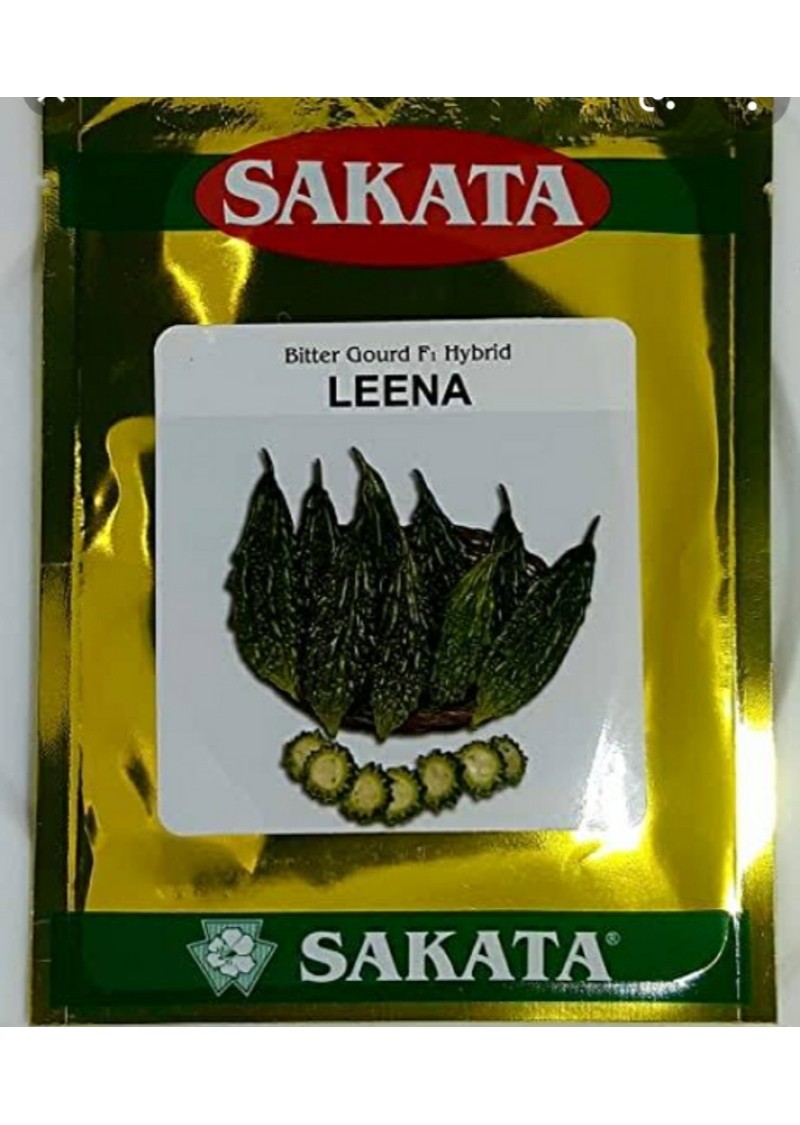 SAKATA
Bitter Gourd F1 Hybrid
LEENA
SAKATA®